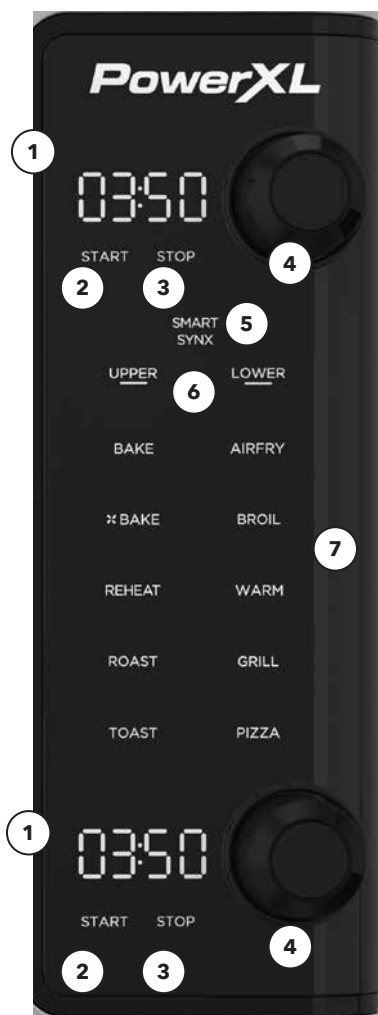 PowerXL
1
03:50
4
START STOP
2 3
SMART 5
SYNX
UPPER LOWER
6
BAKE AIRFRY
BAKE BROIL
7
REHEAT WARM
ROAST GRILL
TOAST PIZZA
1
03:50
START STOP
4
2 3